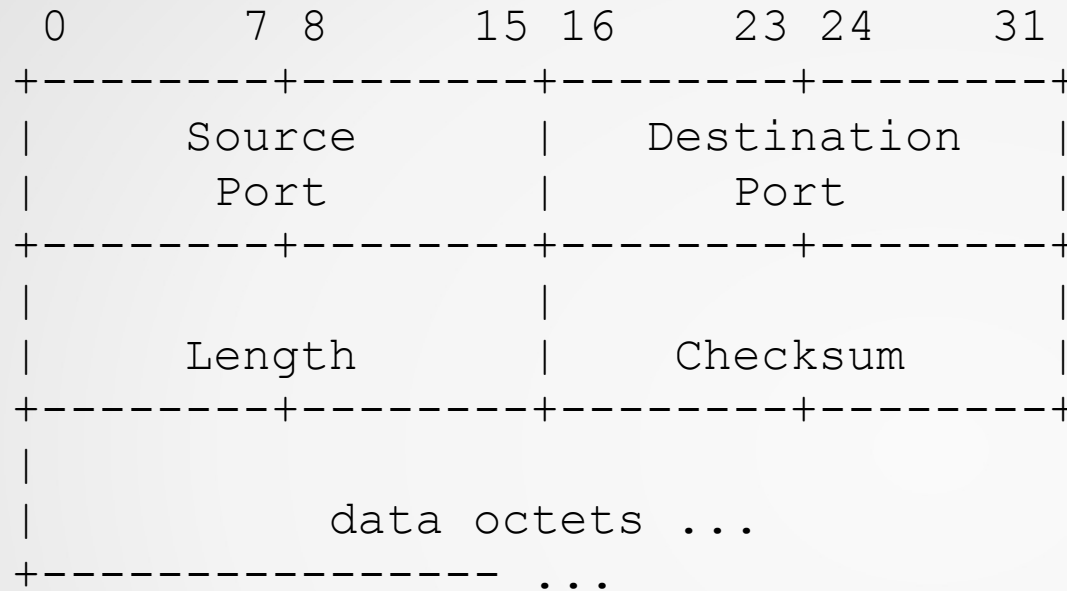 0      7 8     15 16    23 24    31
+--------+--------+--------+--------+
|     Source      |   Destination   |
|      Port       |      Port       |
+--------+--------+--------+--------+
|                 |                 |
|     Length      |    Checksum     |
+--------+--------+--------+--------+
|
|          data octets ...
+---------------- ...